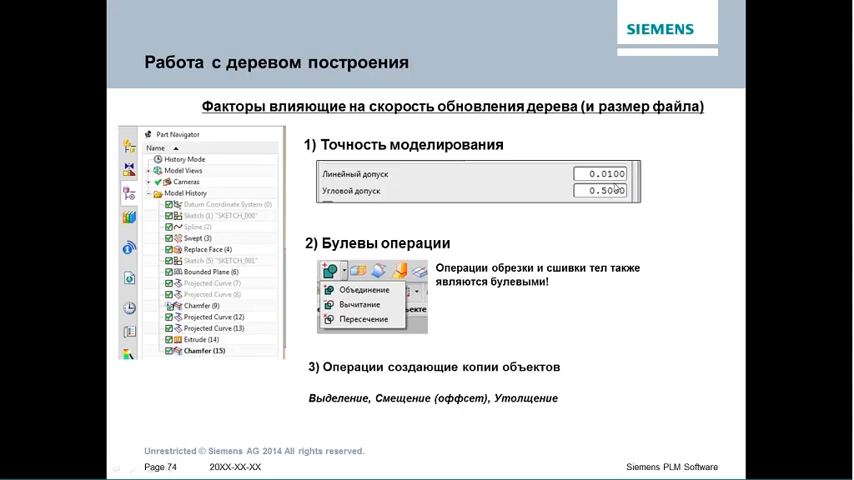 SIEMENS
Работа с деревом построения
Факторы влияющие на скорость обновления дерева (и размер файла)
Part Navigator
Name
History Mode
Model Views
Cameras
Model History
Datum Coordinate System (0)
Sketch (1) "SKETCH_000"
Spline (2)
Swept (3)
Replace Face (4)
Sketch (5) "SKETCH_001"
Bounded Plane (6)
Projected Curve (7)
Projected Curve (8)
Chamfer (9)
Projected Curve (12)
Projected Curve (13)
Extrude (14)
Chamfer (15)
1) Точность моделирования
Линейный допуск 0.0100
Угловой допуск 0.5000
2) Булевы операции
Объединение
Вычитание
Пересечение
Операции обрезки и сшивки тел также
являются булевыми!
3) Операции создающие копии объектов
Выделение, Смещение (оффсет), Утолщение
Unrestricted © Siemens AG 2014 All rights reserved.
Page 74 20XX-XX-XX Siemens PLM Software